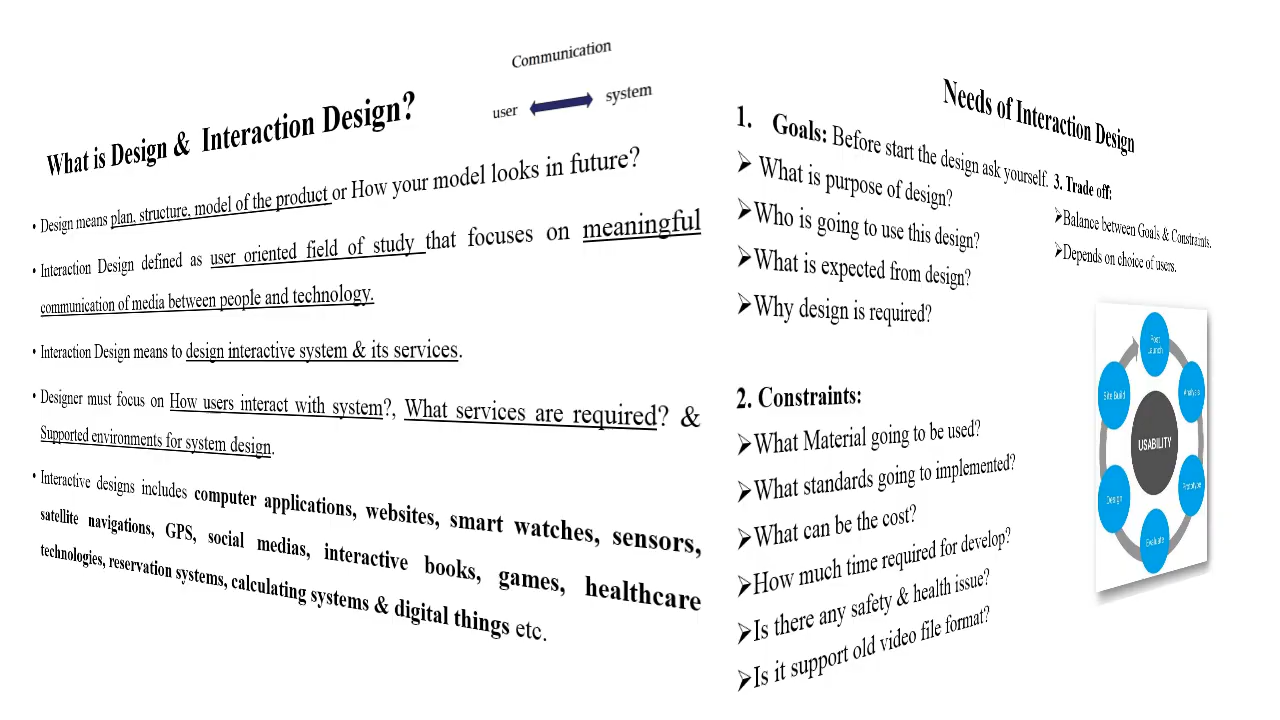 Communication
user
system
What is Design & Interaction Design?
• Design means plan, structure, model of the product or How your model looks in future?
• Interaction Design defined as user oriented field of study that focuses on meaningful
communication of media between people and technology.
• Interaction Design means to design interactive system & its services.
• Designer must focus on How users interact with system?, What services are required? &
Supported environments for system design.
• Interactive designs includes computer applications, websites, smart watches, sensors,
satellite navigations, GPS, social medias, interactive books, games, healthcare
technologies, reservation systems, calculating systems & digital things etc.
Needs of Interaction Design
1. Goals: Before start the design ask yourself.
➢ What is purpose of design?
➢Who is going to use this design?
➢What is expected from design?
➢Why design is required?
2. Constraints:
➢What Material going to be used?
➢What standards going to implemented?
➢What can be the cost?
➢How much time required for develop?
➢Is there any safety & health issue?
➢Is it support old video file format?
3. Trade off:
➢Balance between Goals & Constraints.
➢Depends on choice of users.
Post
Launch
Analysis
Prototype
Evaluate
Design
Site Build
USABILITY